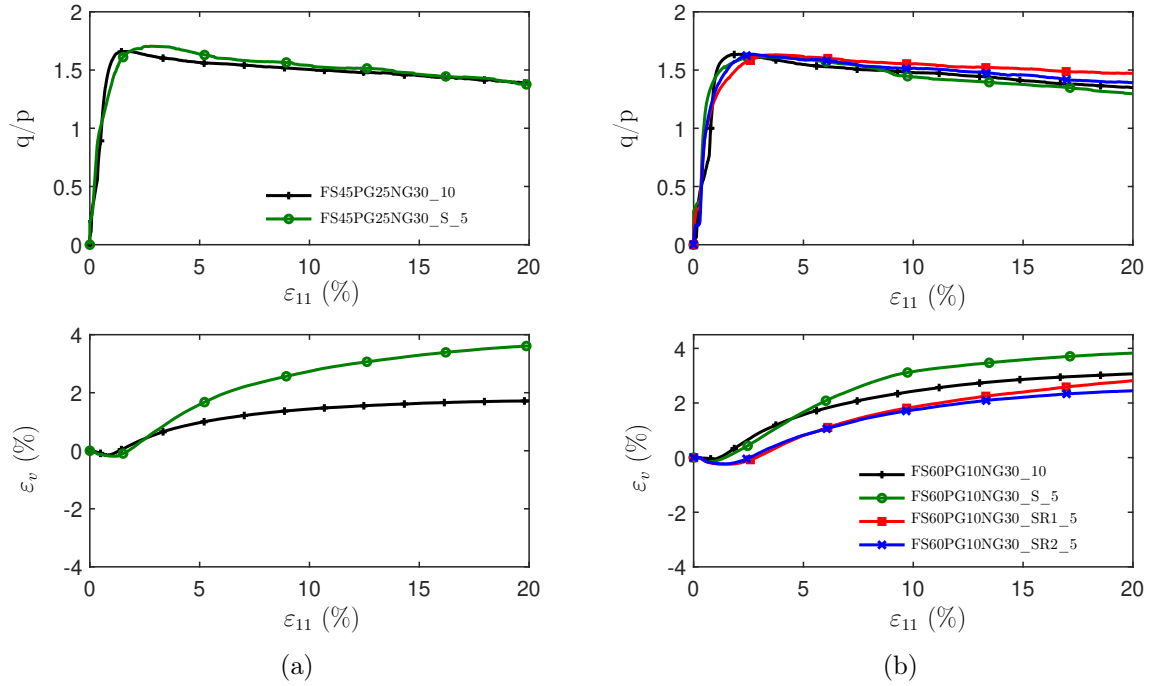 2
1.5
1
0.5
0
q/p
FS45PG25NG30_10
FS45PG25NG30_S_5
0 5 10 15 20
ε11 (%)
2
1.5
1
0.5
0
q/p
0 5 10 15 20
ε11 (%)
4
2
0
-2
-4
εv (%)
0 5 10 15 20
ε11 (%)
(a)
4
2
0
-2
-4
εv (%)
FS60PG10NG30_10
FS60PG10NG30_S_5
FS60PG10NG30_SR1_5
FS60PG10NG30_SR2_5
0 5 10 15 20
ε11 (%)
(b)